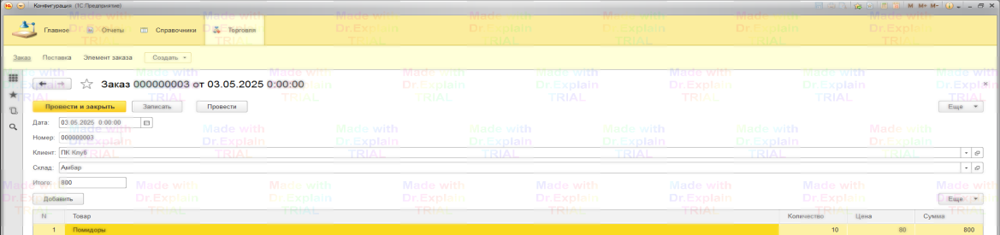 Конфигурация (1С:Предприятие) M M+ M-
Главное Отчеты Справочники Торговля
Заказ Поставка Элемент заказа Создать
Заказ 000000003 от 03.05.2025 0:00:00
Провести и закрыть Записать Провести Еще
Дата: 03.05.2025 0:00:00
Номер: 000000003
Клиент: ПК Клуб
Склад: Амбар
Итого: 800
Добавить Еще
N Товар Количество Цена Сумма
1 Помидоры 10 80 800
Made with
Dr.Explain
TRIAL